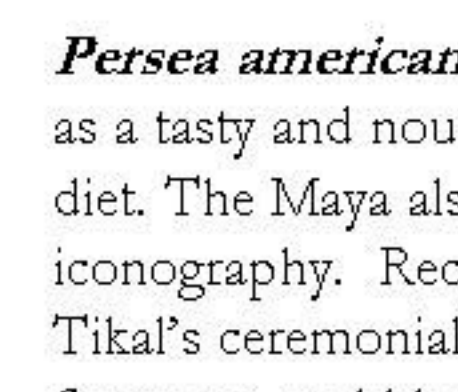 Persea american
as a tasty and nou
diet. The Maya als
iconography. Rec
Tikal's ceremonial